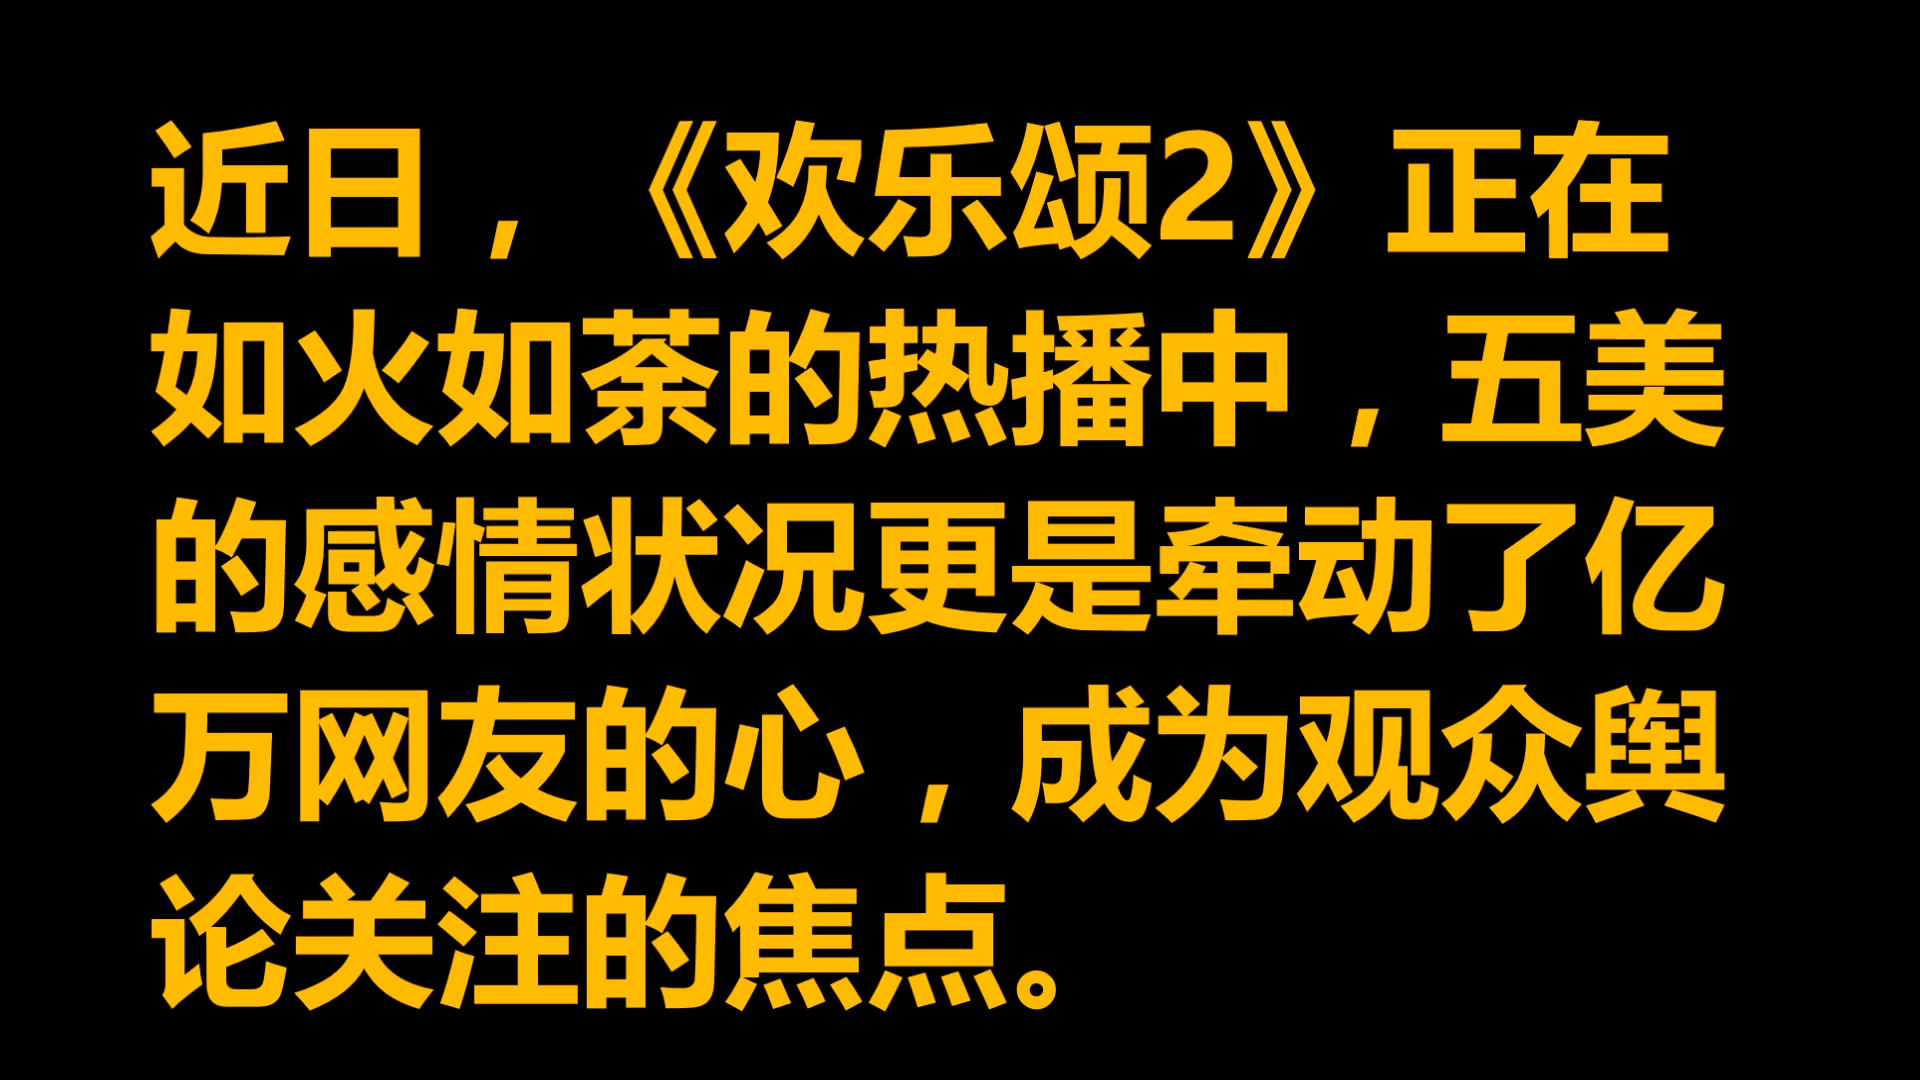 近日，《欢乐颂2》正在
如火如荼的热播中，五美
的感情状况更是牵动了亿
万网友的心，成为观众舆
论关注的焦点。